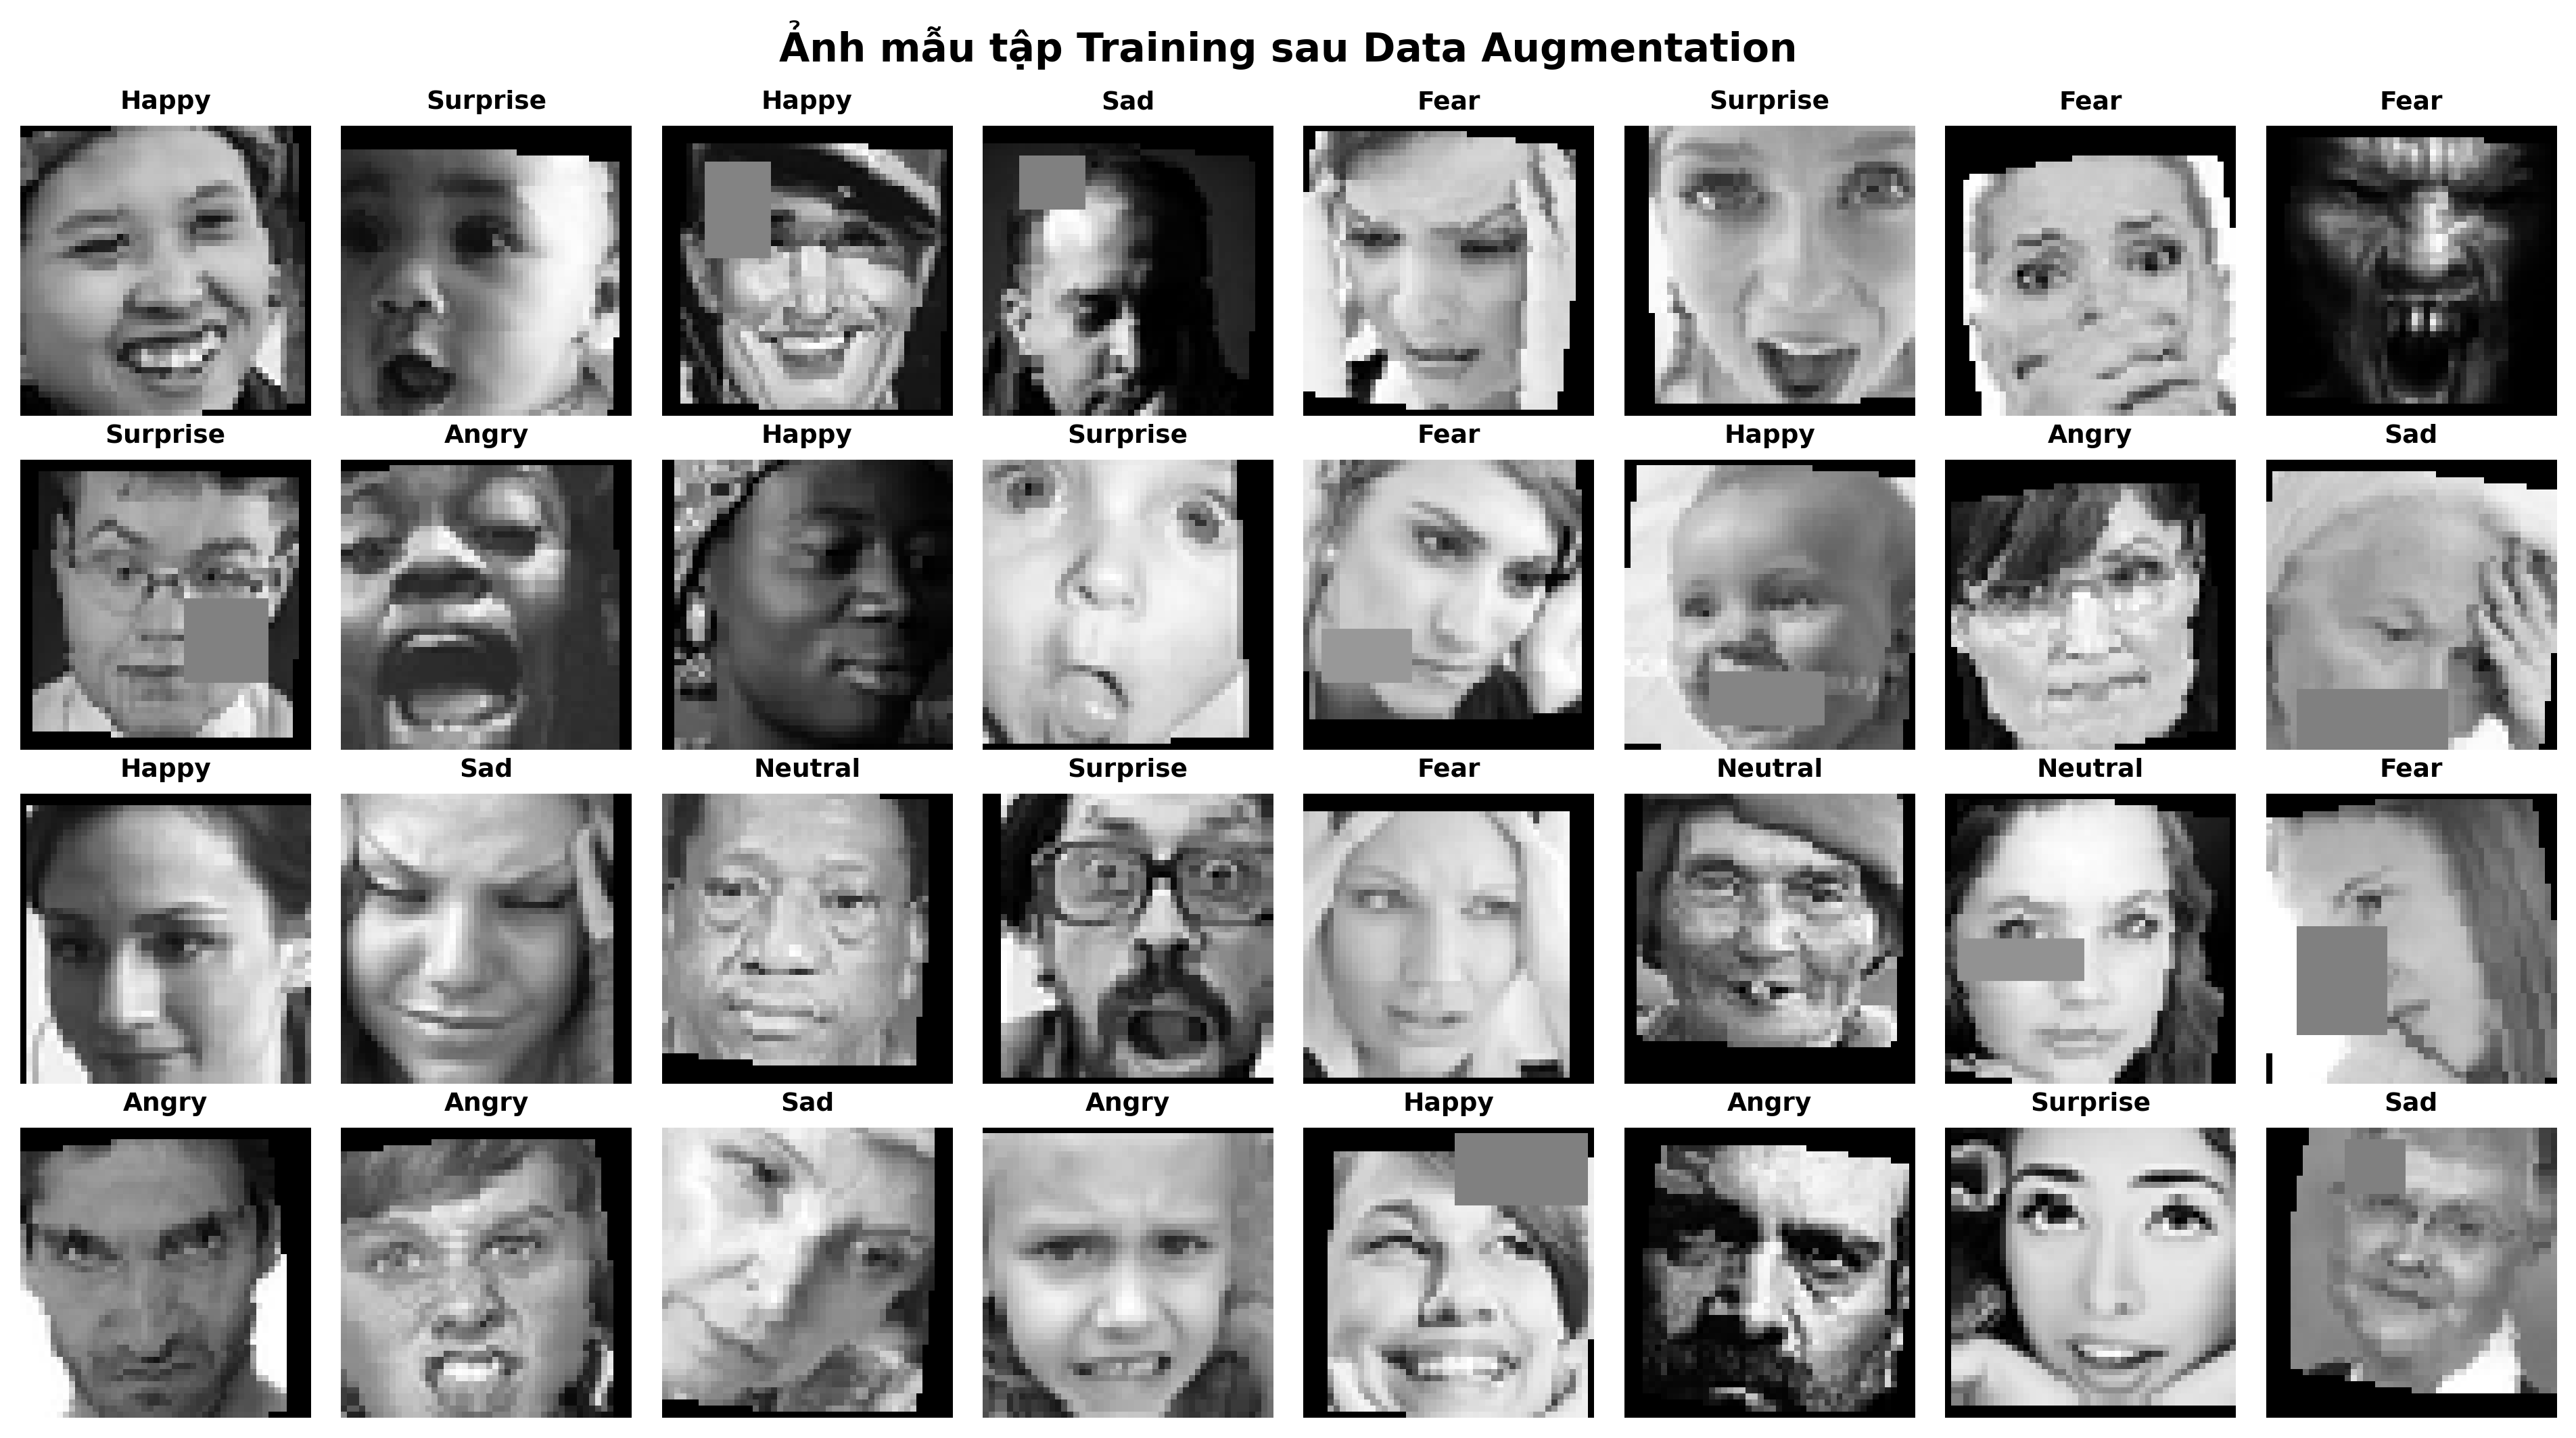 Ảnh mẫu tập Training sau Data Augmentation
Happy Surprise Happy Sad Fear Surprise Fear Fear
Surprise Angry Happy Surprise Fear Happy Angry Sad
Happy Sad Neutral Surprise Fear Neutral Neutral Fear
Angry Angry Sad Angry Happy Angry Surprise Sad